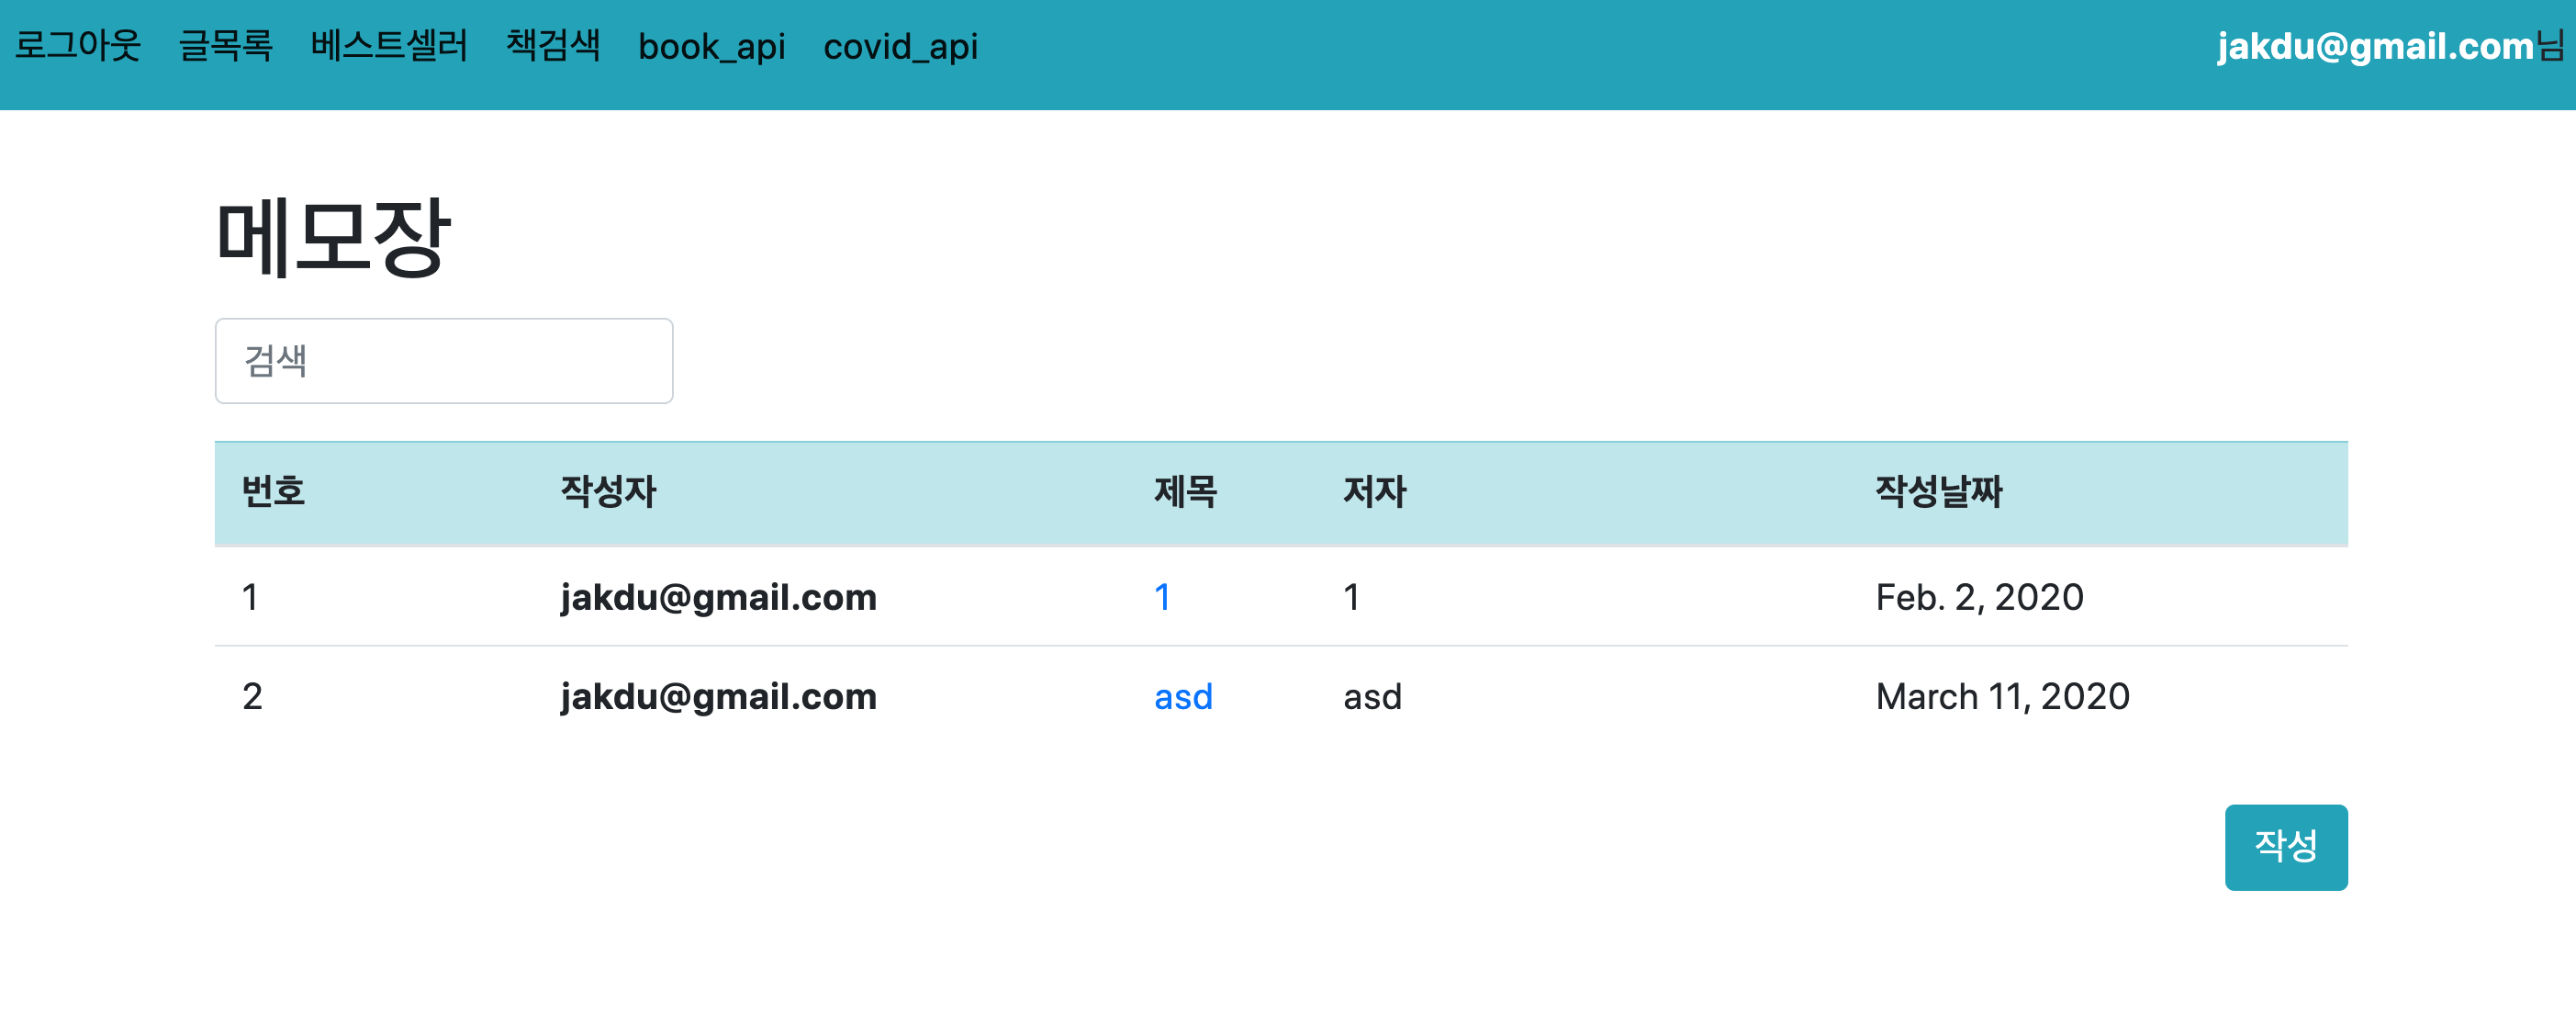 로그아웃 글목록 베스트셀러 책검색 book_api covid_api jakdu@gmail.com님
메모장
검색
번호 작성자 제목 저자 작성날짜
1 jakdu@gmail.com 1 1 Feb. 2, 2020
2 jakdu@gmail.com asd asd March 11, 2020
작성